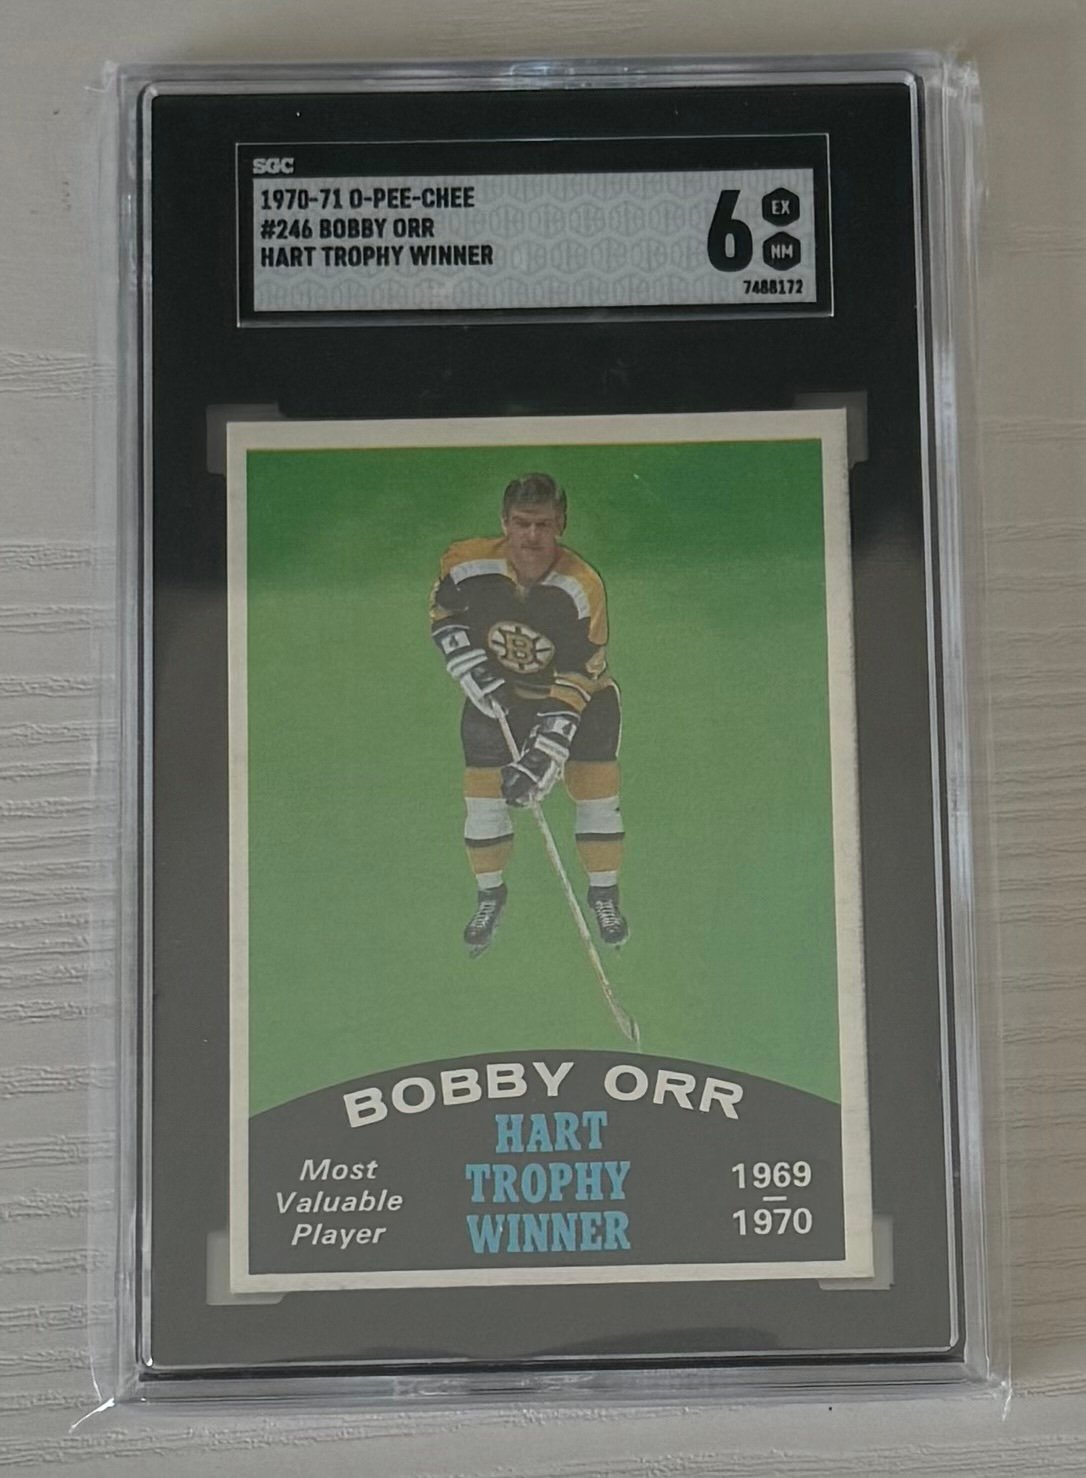 SGC
1970-71 O-PEE-CHEE
#246 BOBBY ORR
HART TROPHY WINNER
6 EX
NM
7488172
4
B
BOBBY ORR
HART
TROPHY
WINNER
Most
Valuable
Player
1969
1970